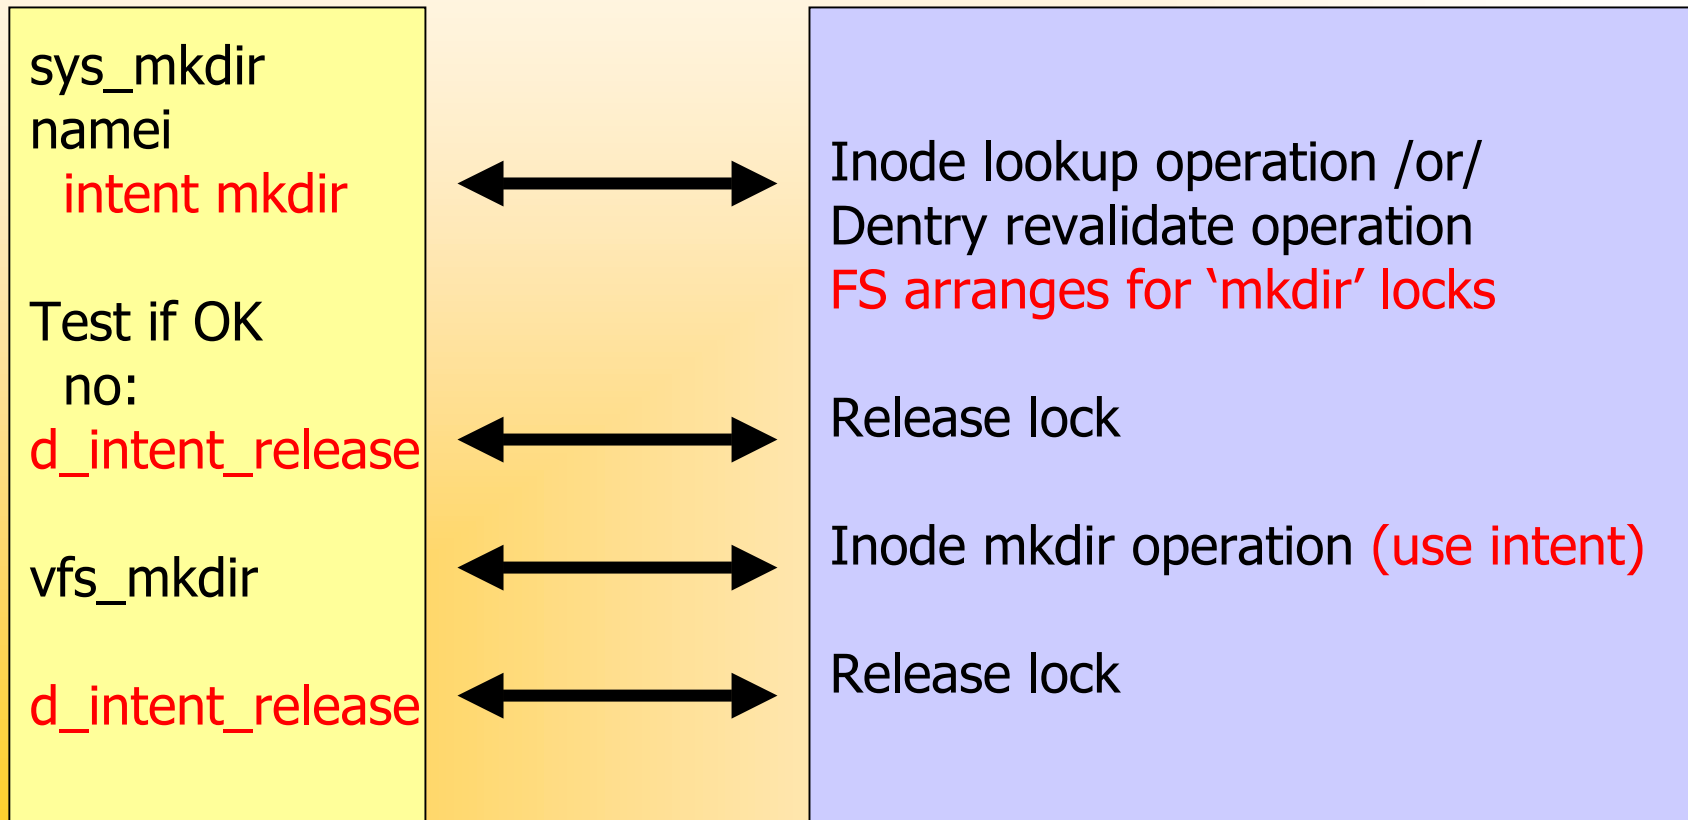 sys_mkdir
namei
intent mkdir
Test if OK
no:
d_intent_release
vfs_mkdir
d_intent_release
Inode lookup operation /or/
Dentry revalidate operation
FS arranges for ‘mkdir’ locks
Release lock
Inode mkdir operation (use intent)
Release lock